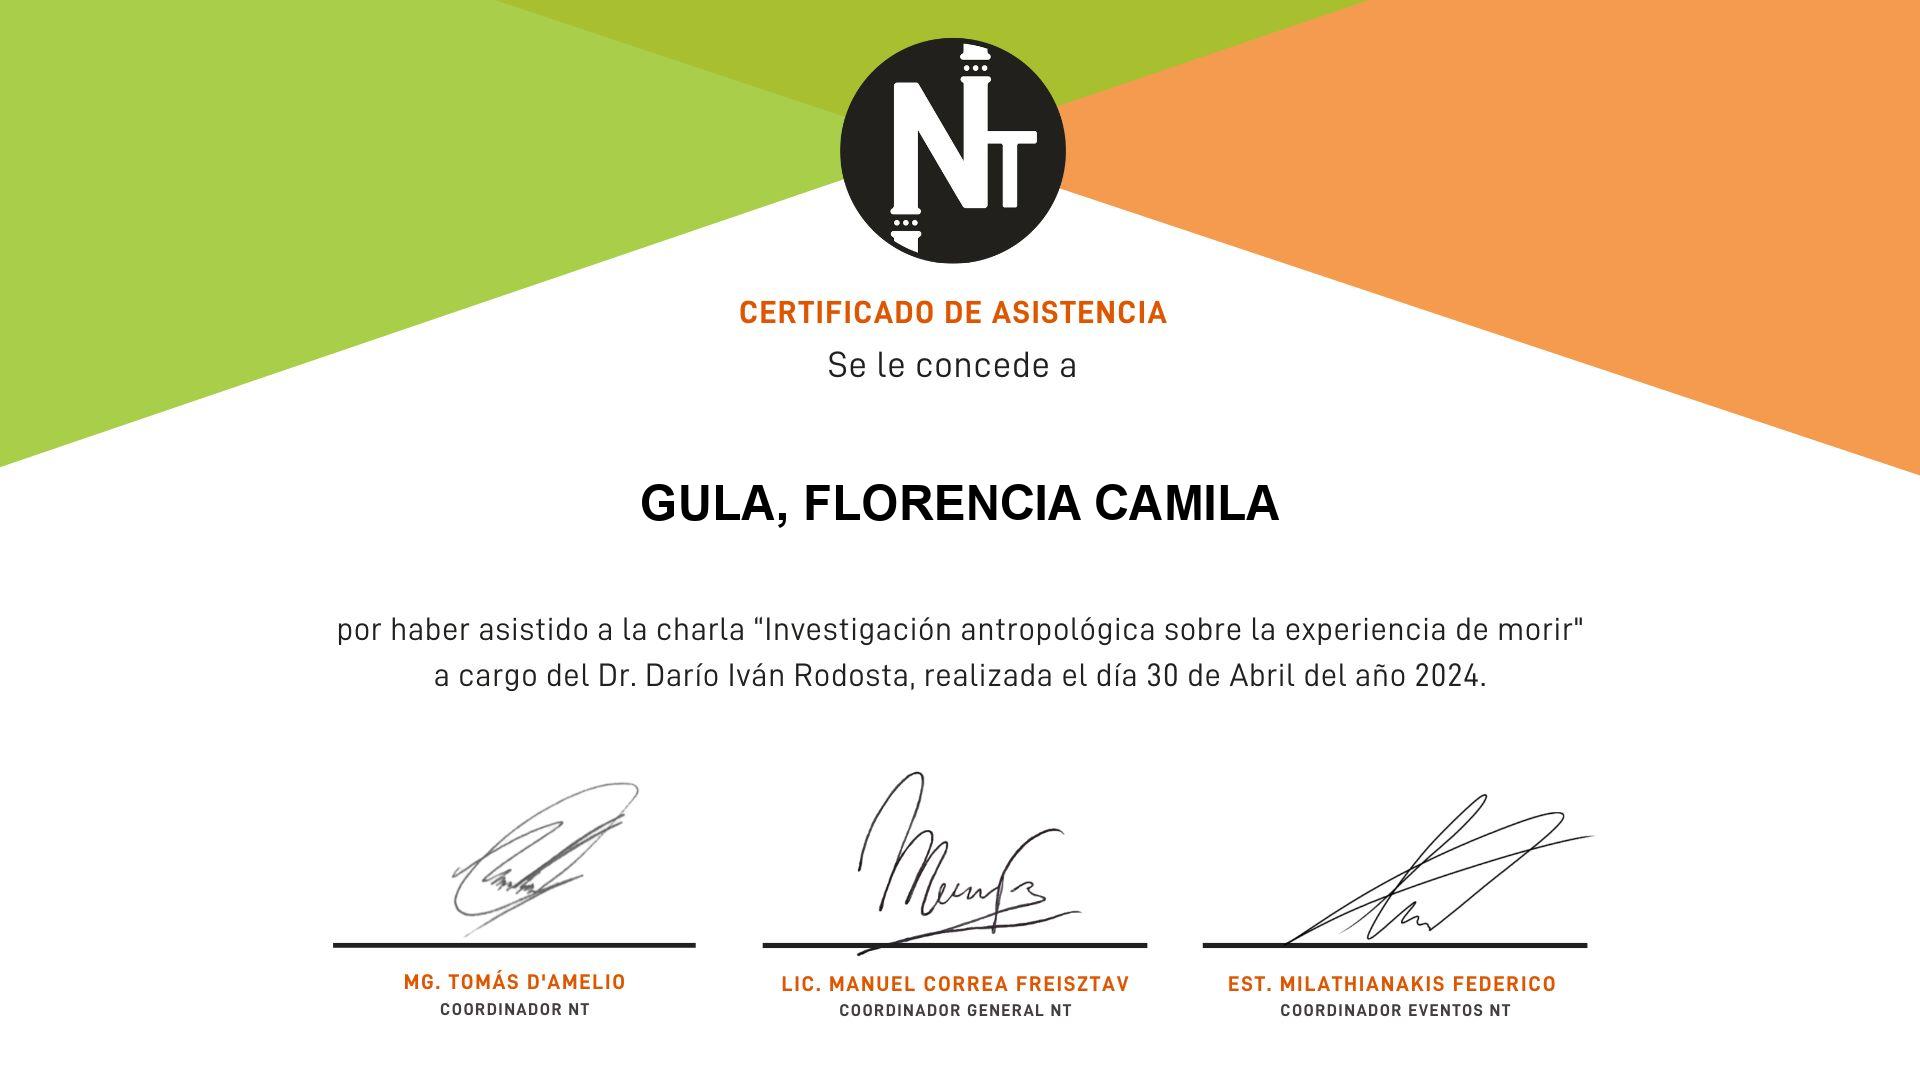 NT
CERTIFICADO DE ASISTENCIA
Se le concede a
GULA, FLORENCIA CAMILA
por haber asistido a la charla “Investigación antropológica sobre la experiencia de morir"
a cargo del Dr. Darío Iván Rodosta, realizada el día 30 de Abril del año 2024.
MG. TOMÁS D'AMELIO
COORDINADOR NT
LIC. MANUEL CORREA FREISZTAV
COORDINADOR GENERAL NT
EST. MILATHIANAKIS FEDERICO
COORDINADOR EVENTOS NT